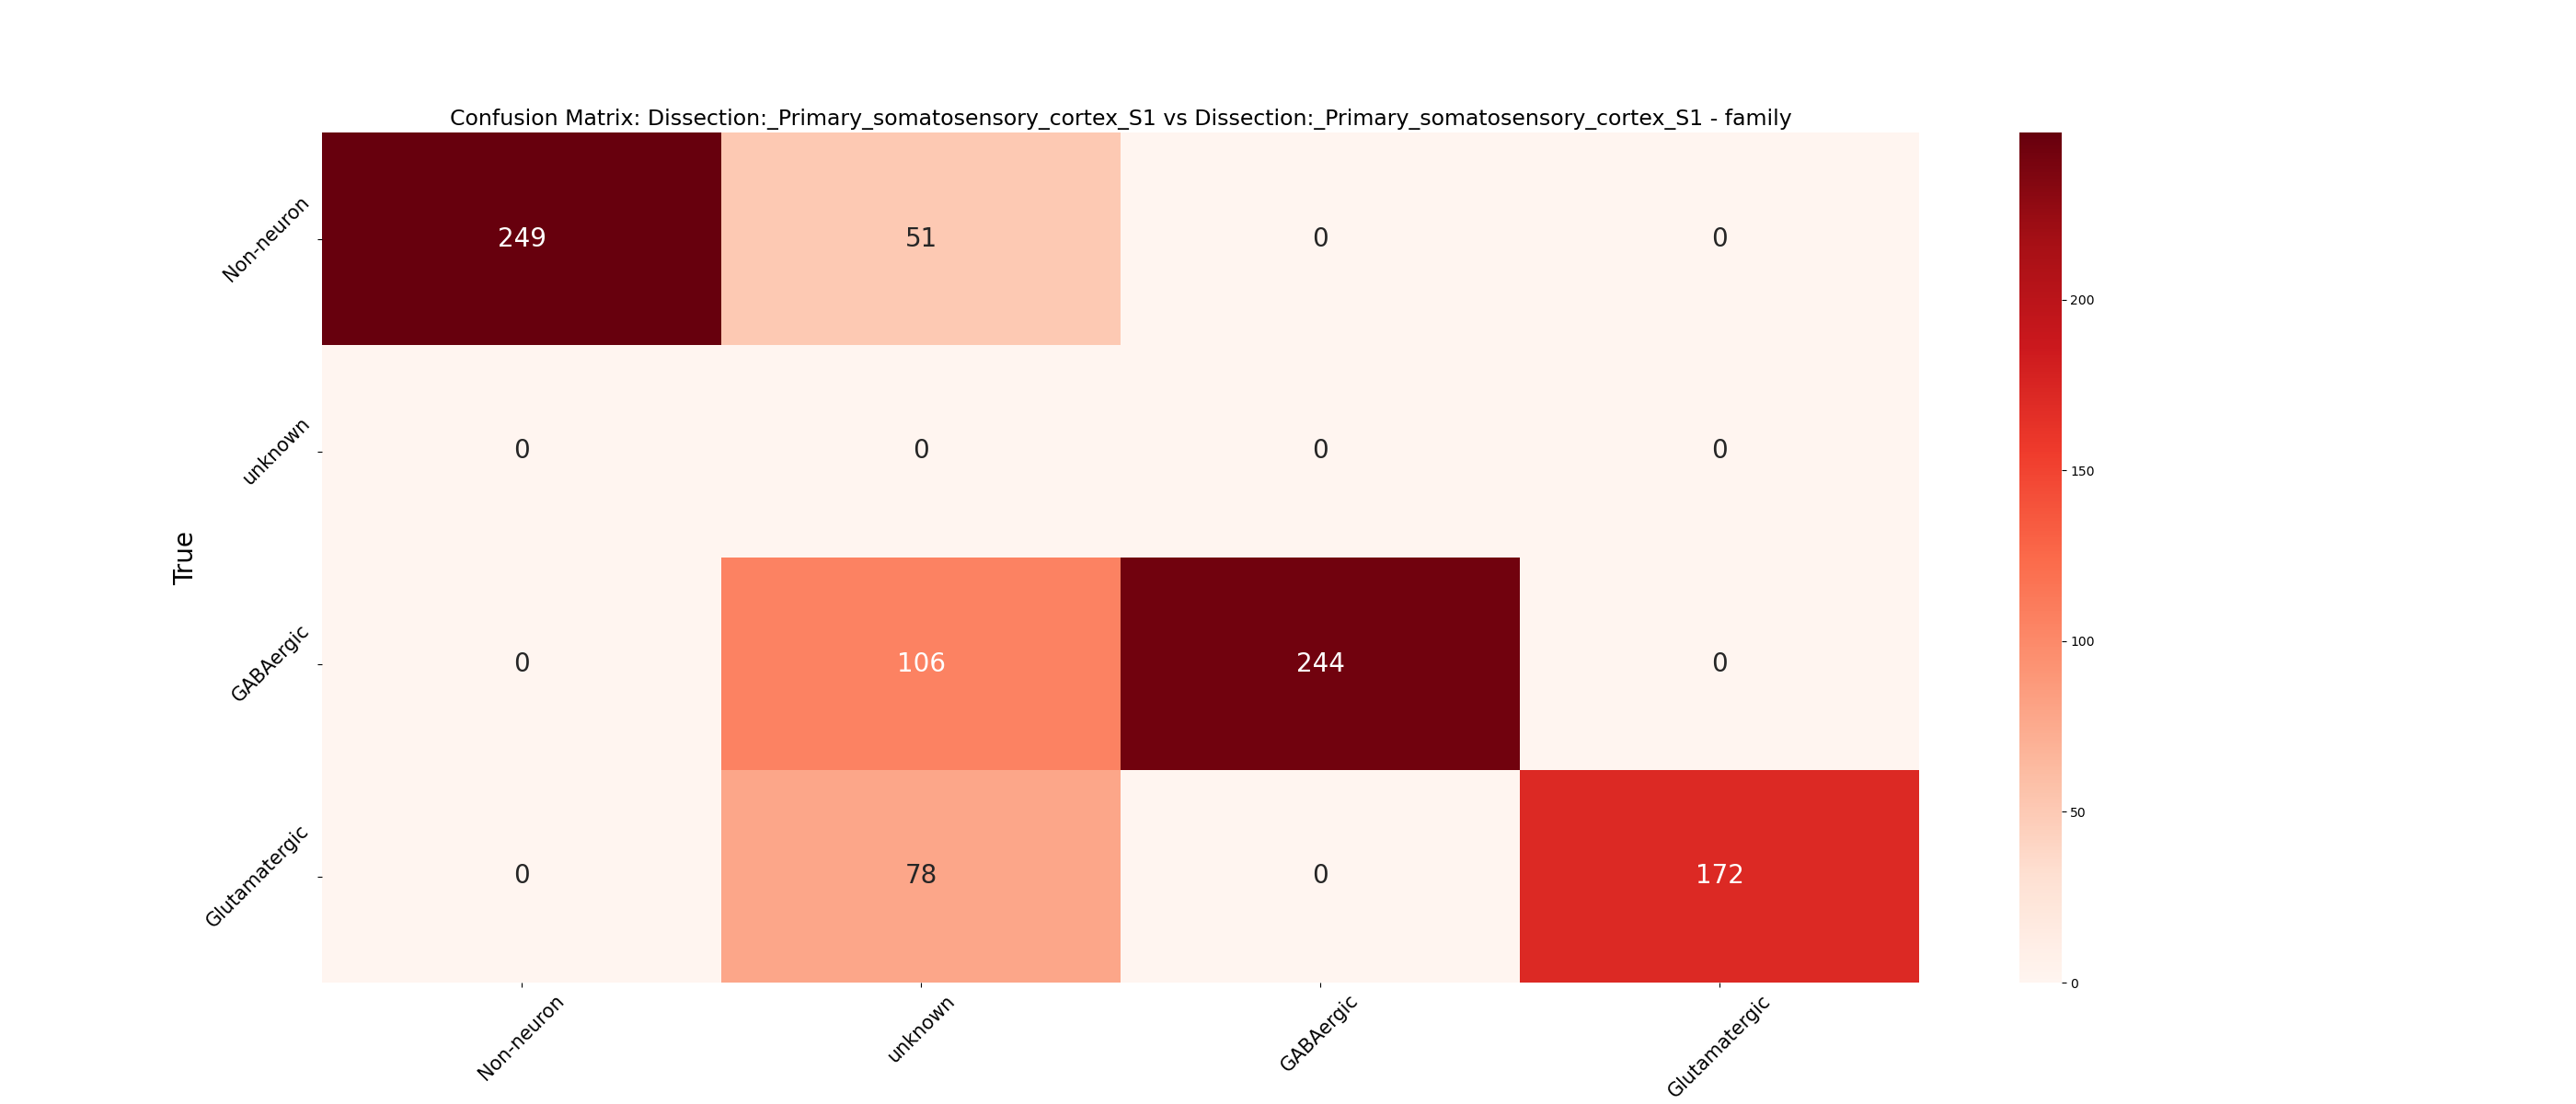 Confusion Matrix: Dissection:_Primary_somatosensory_cortex_S1 vs Dissection:_Primary_somatosensory_cortex_S1 - family
True
Non-neuron
249 51 0 0
unknown
0 0 0 0
GABAergic
0 106 244 0
Glutamatergic
0 78 0 172
Non-neuron unknown GABAergic Glutamatergic
200
150
100
50
0